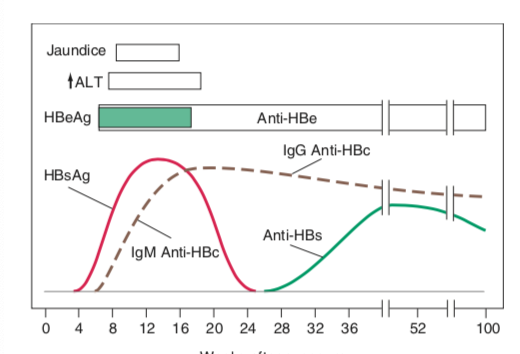 Jaundice
↑ALT
HBeAg Anti-HBe
IgG Anti-HBc
HBsAg
Anti-HBs
IgM Anti-HBc
0 4 8 12 16 20 24 28 32 36 52 100